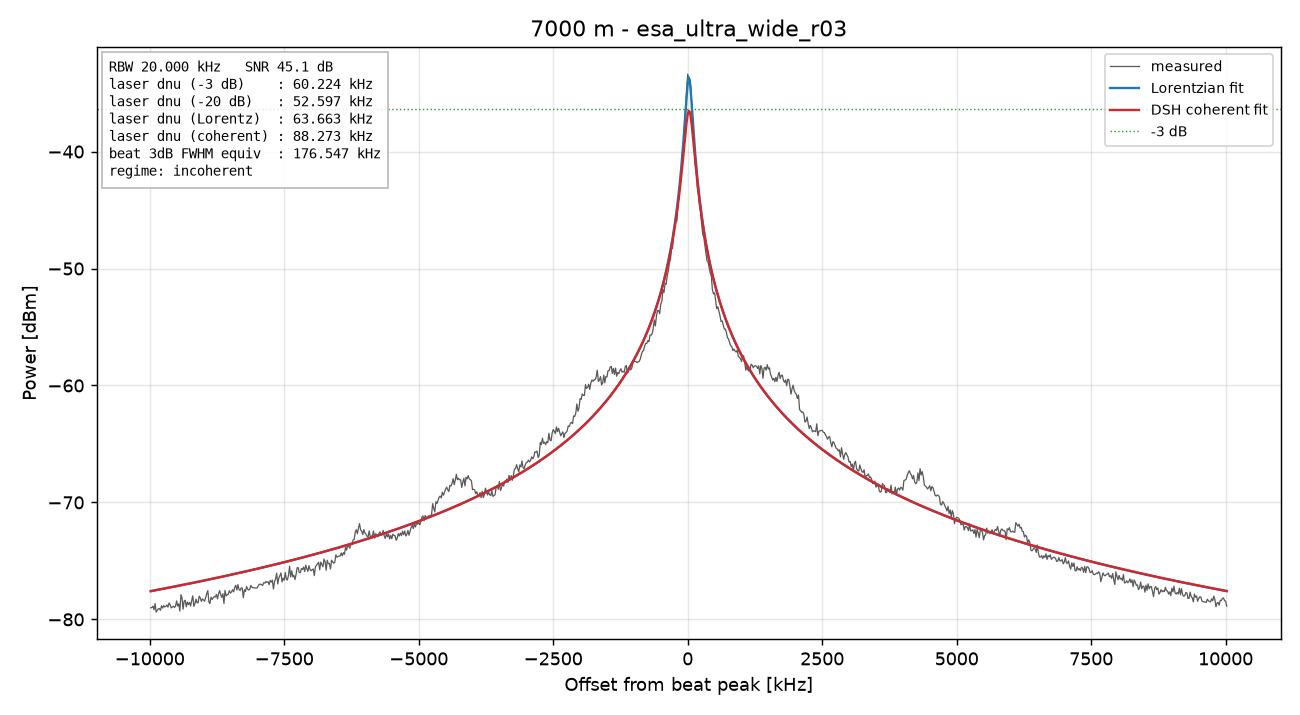 7000 m - esa_ultra_wide_r03
RBW 20.000 kHz   SNR 45.1 dB
laser dnu (-3 dB)    : 60.224 kHz
laser dnu (-20 dB)   : 52.597 kHz
laser dnu (Lorentz)  : 63.663 kHz
laser dnu (coherent) : 88.273 kHz
beat 3dB FWHM equiv  : 176.547 kHz
regime: incoherent
measured
Lorentzian fit
DSH coherent fit
-3 dB
Power [dBm]
−40
−50
−60
−70
−80
−10000 −7500 −5000 −2500 0 2500 5000 7500 10000
Offset from beat peak [kHz]